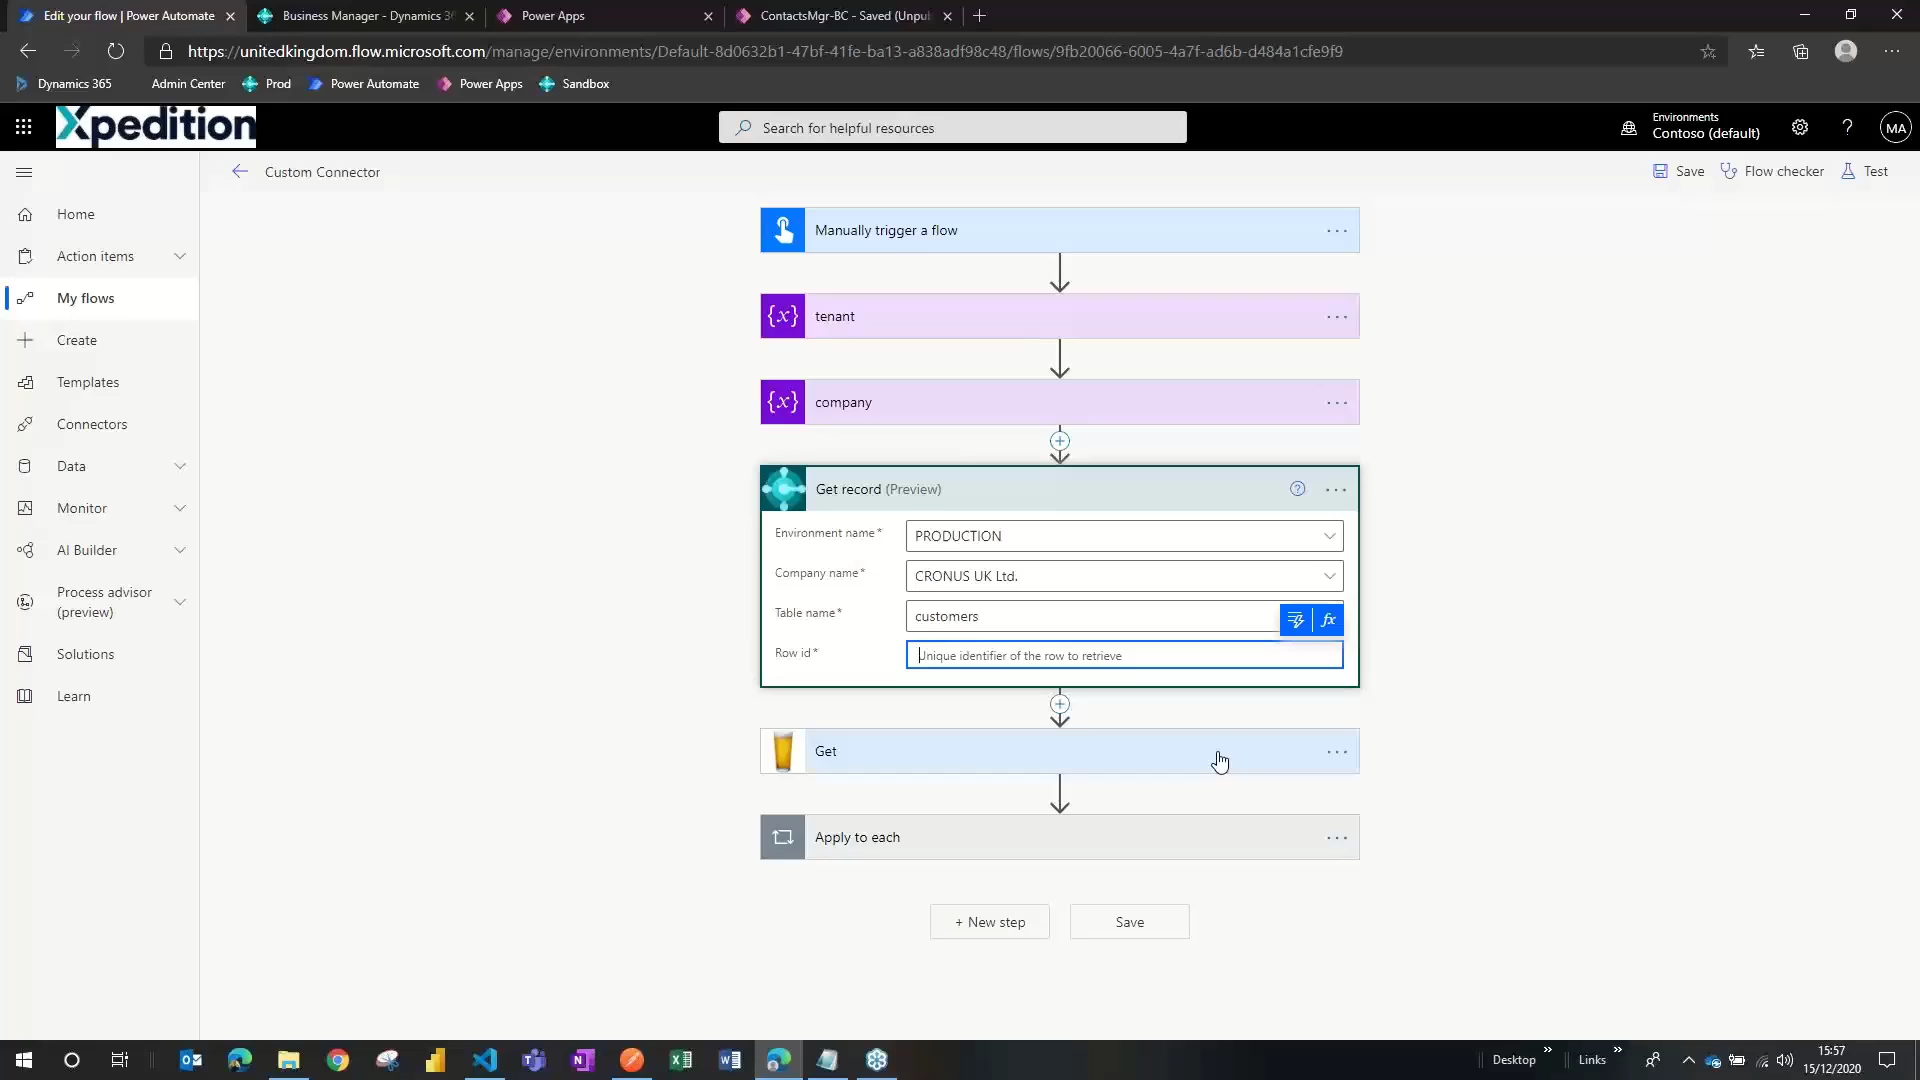 Edit your flow | Power Automate
Business Manager - Dynamics 36
Power Apps
ContactsMgr-BC - Saved (Unpu
https://unitedkingdom.flow.microsoft.com/manage/environments/Default-8d0632b1-47bf-41fe-ba13-a838adf98c48/flows/9fb20066-6005-4a7f-ad6b-d484a1cfe9f9
Dynamics 365
Admin Center
Prod
Power Automate
Power Apps
Sandbox
Xpedition
Search for helpful resources
Environments
Contoso (default)
?
MA
Custom Connector
Save
Flow checker
Test
Home
Action items
My flows
Create
Templates
Connectors
Data
Monitor
AI Builder
Process advisor
(preview)
Solutions
Learn
Manually trigger a flow
{x} tenant
{x} company
Get record (Preview)
Environment name *
PRODUCTION
Company name *
CRONUS UK Ltd.
Table name *
customers
fx
Row id *
Unique identifier of the row to retrieve
Get
Apply to each
+ New step
Save
Desktop
Links
15:57
15/12/2020